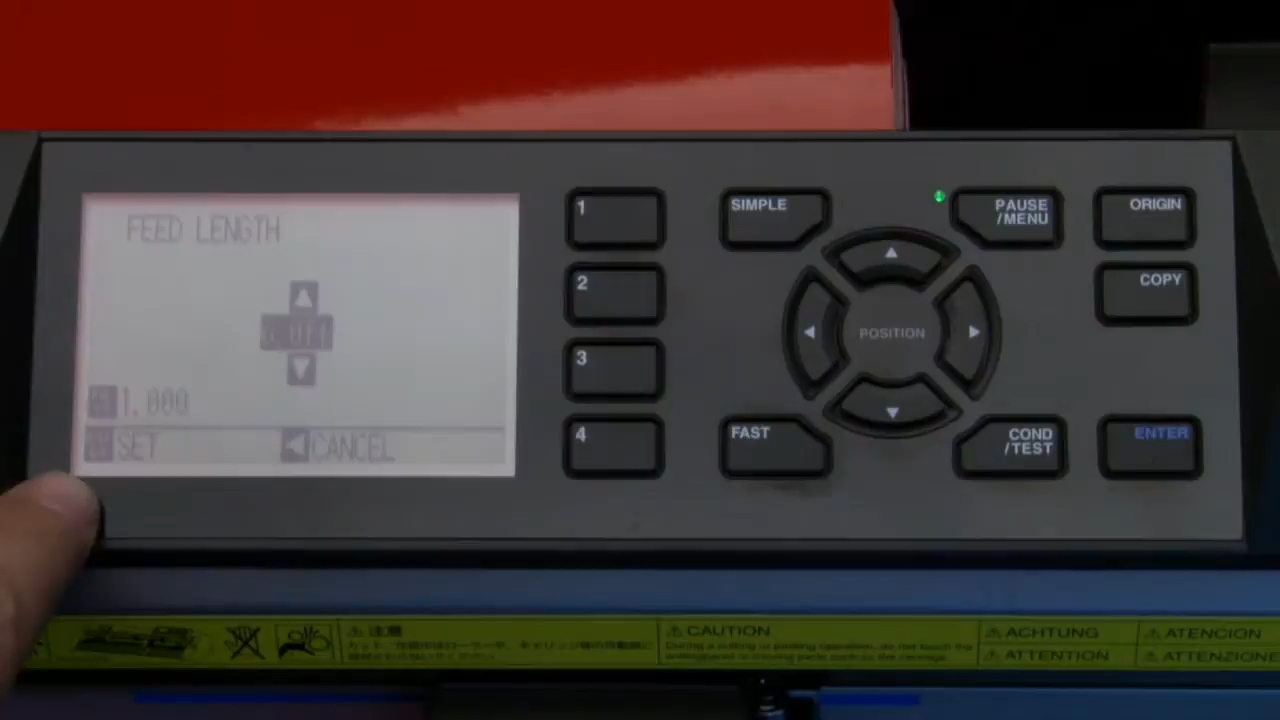 FEED LENGTH
1.000
SET
CANCEL
1
2
3
4
SIMPLE
PAUSE
/MENU
ORIGIN
COPY
POSITION
FAST
COND
/TEST
ENTER
注意
CAUTION
During a cutting or plotting operation, do not touch the
ACHTUNG
ATTENTION
ATENCION
ATTENZIONE